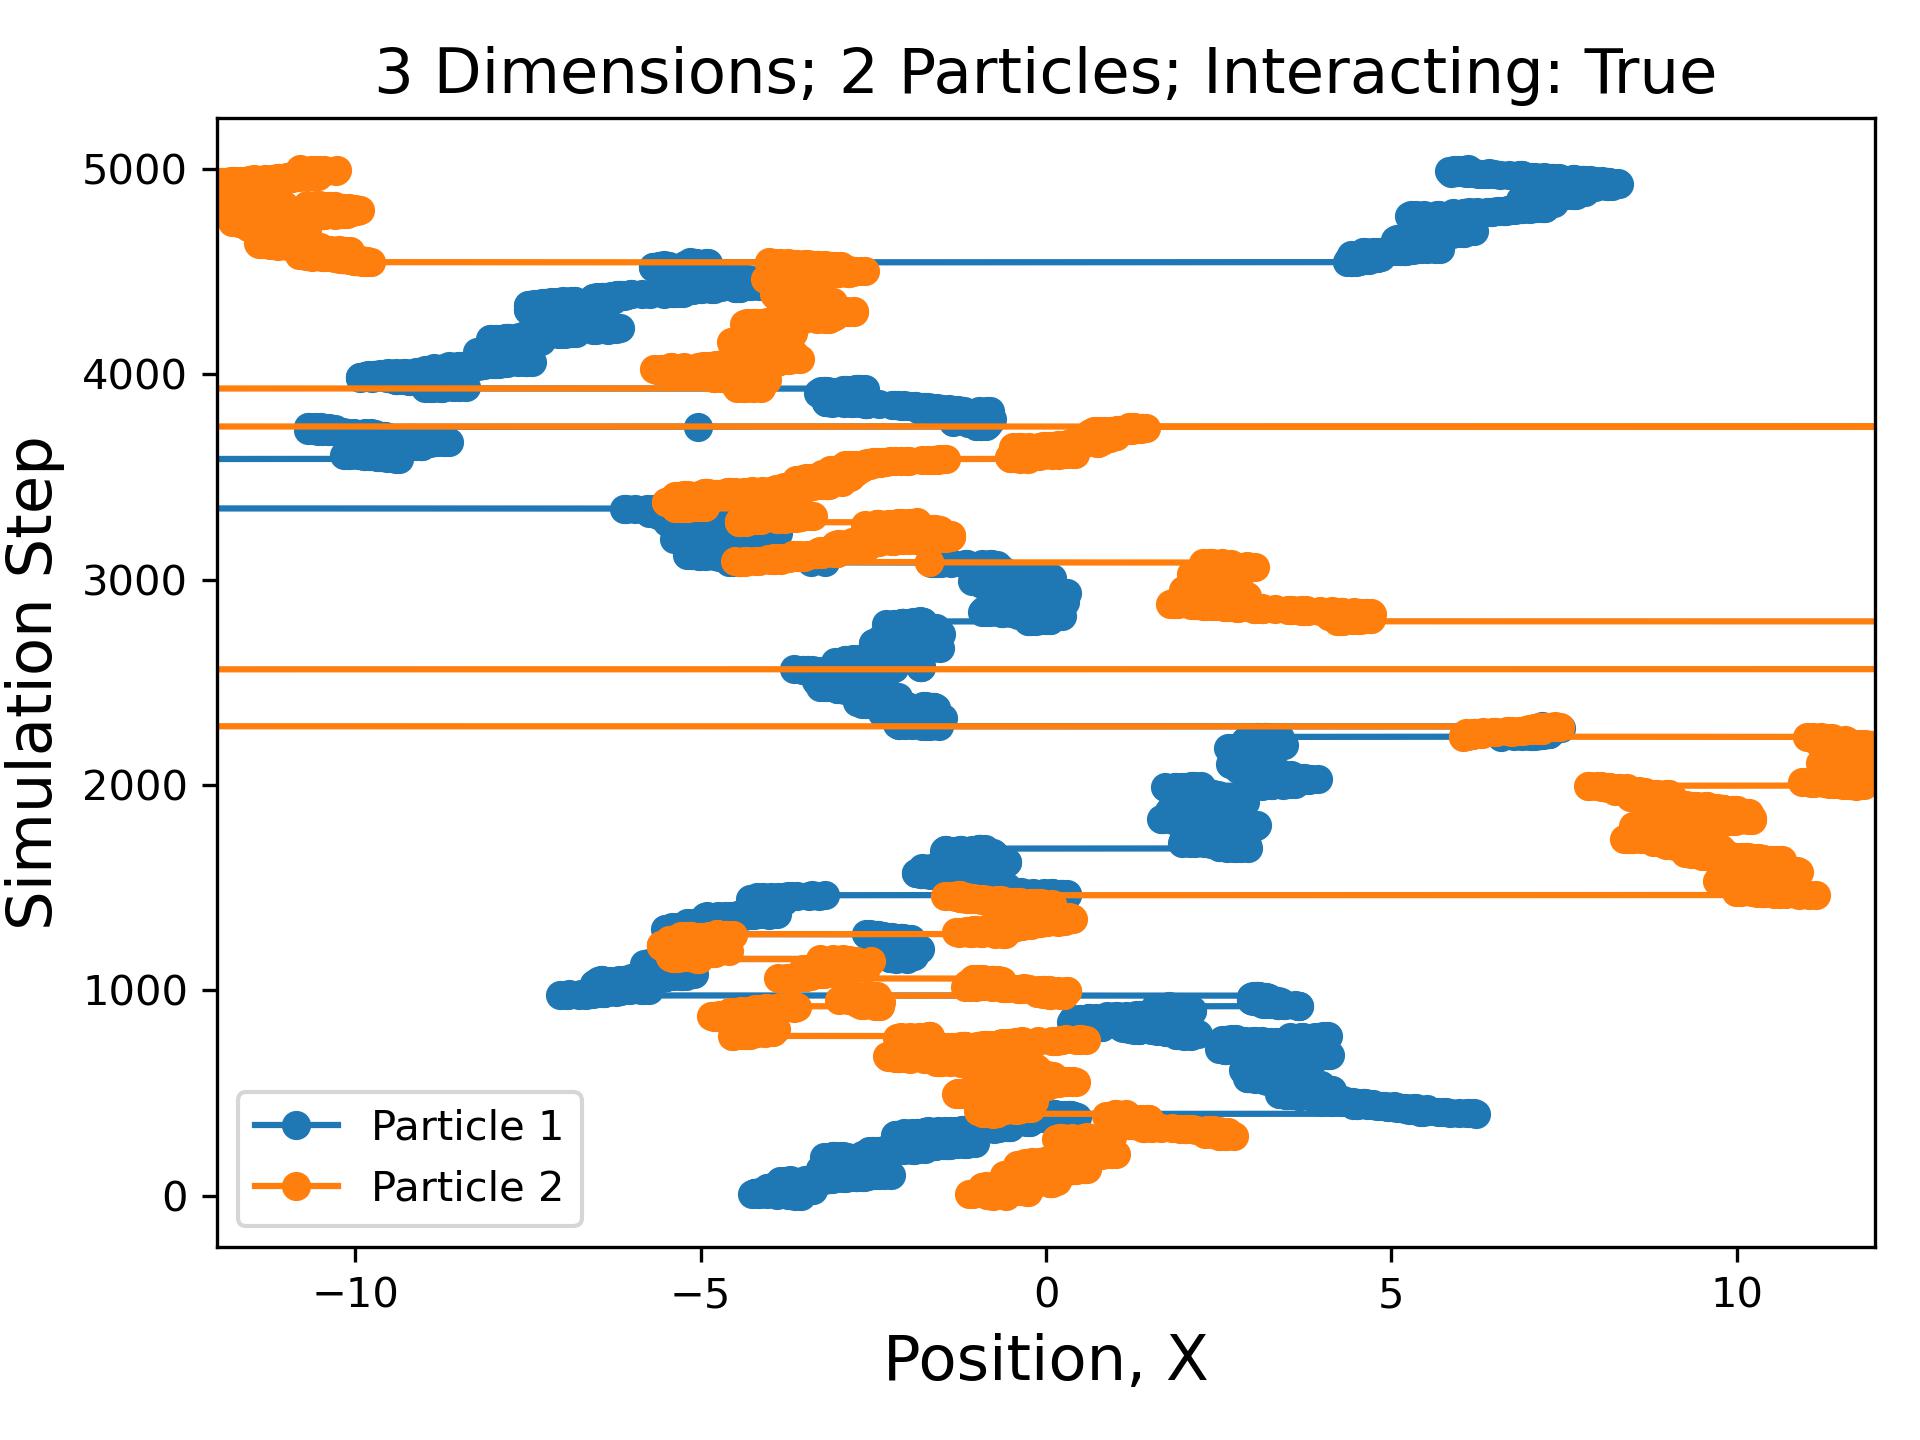 3 Dimensions; 2 Particles; Interacting: True
Simulation Step
5000
4000
3000
2000
1000
0
Particle 1
Particle 2
−10
−5
0
5
10
Position, X